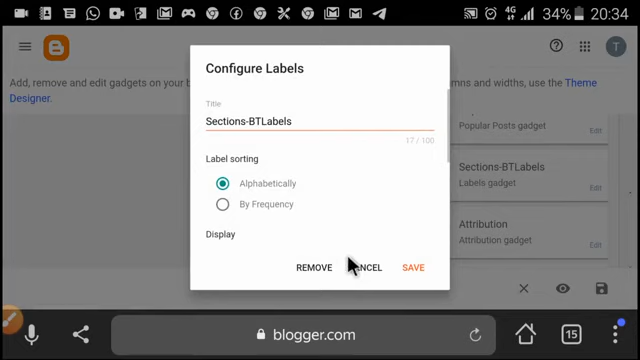 34% 20:34
4G
Configure Labels
Add, remove and edit gadgets on your b
mns and widths, use the Theme
Designer.
Title
Sections-BTLabels
17 / 100
Label sorting
Alphabetically
By Frequency
Display
REMOVE CANCEL SAVE
Popular Posts gadget
Edit
Sections-BTLabels
Labels gadget
Edit
Attribution
Attribution gadget
Edit
T
blogger.com
15